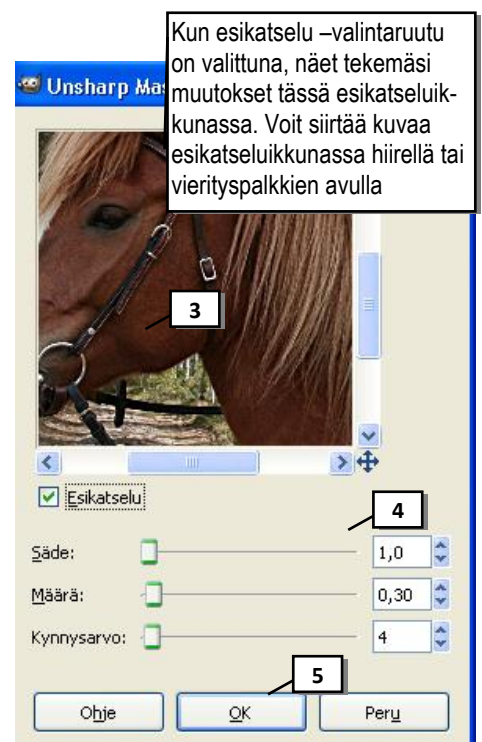 Kun esikatselu –valintaruutu
on valittuna, näet tekemäsi
muutokset tässä esikatseluik-
kunassa. Voit siirtää kuvaa
esikatseluikkunassa hiirellä tai
vierityspalkkien avulla
Unsharp
3
Esikatselu
4
Säde: 1,0
Määrä: 0,30
Kynnysarvo: 4
5
Ohje OK Peru